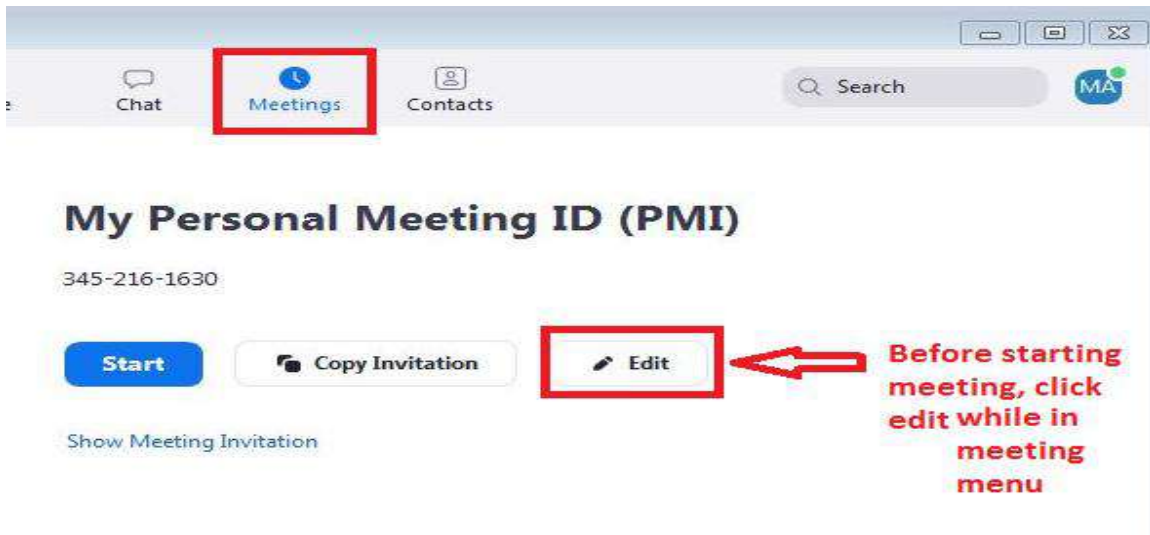 Chat Meetings Contacts Search MA
My Personal Meeting ID (PMI)
345-216-1630
Start Copy Invitation Edit
Show Meeting Invitation
Before starting
meeting, click
edit while in
meeting
menu